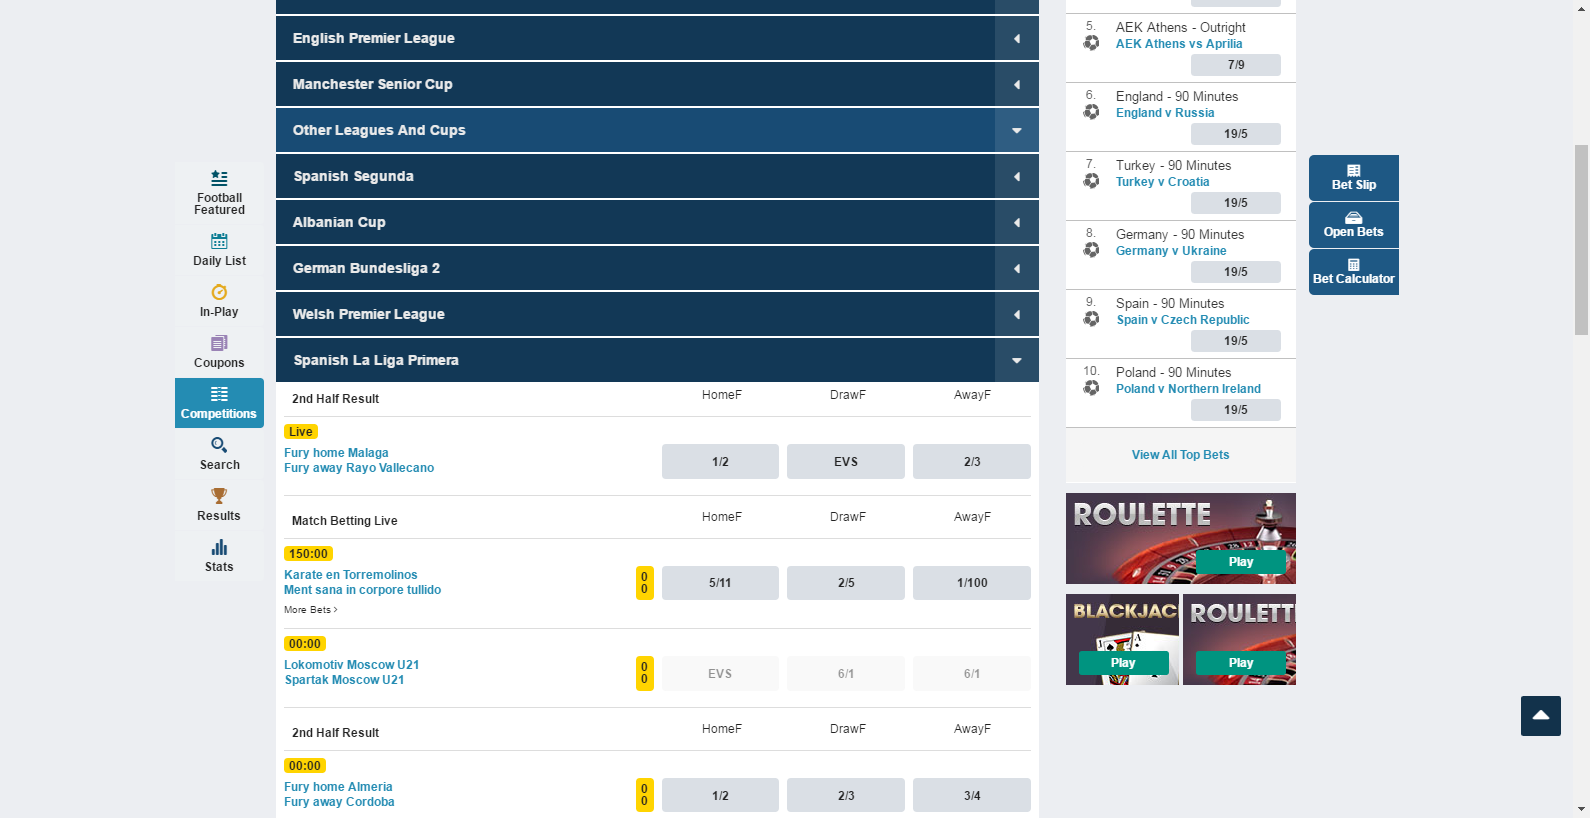 Football
Featured
Daily List
In-Play
Coupons
Competitions
Search
Results
Stats
English Premier League
Manchester Senior Cup
Other Leagues And Cups
Spanish Segunda
Albanian Cup
German Bundesliga 2
Welsh Premier League
Spanish La Liga Primera
2nd Half Result HomeF DrawF AwayF
Live
Fury home Malaga
Fury away Rayo Vallecano
1/2 EVS 2/3
Match Betting Live HomeF DrawF AwayF
150:00
Karate en Torremolinos
Ment sana in corpore tullido
0
0
5/11 2/5 1/100
More Bets
00:00
Lokomotiv Moscow U21
Spartak Moscow U21
0
0
EVS 6/1 6/1
2nd Half Result HomeF DrawF AwayF
00:00
Fury home Almeria
Fury away Cordoba
0
0
1/2 2/3 3/4
5. AEK Athens - Outright
AEK Athens vs Aprilia
7/9
6. England - 90 Minutes
England v Russia
19/5
7. Turkey - 90 Minutes
Turkey v Croatia
19/5
8. Germany - 90 Minutes
Germany v Ukraine
19/5
9. Spain - 90 Minutes
Spain v Czech Republic
19/5
10. Poland - 90 Minutes
Poland v Northern Ireland
19/5
View All Top Bets
ROULETTE
Play
BLACKJAC
Play
ROULETT
Play
Bet Slip
Open Bets
Bet Calculator